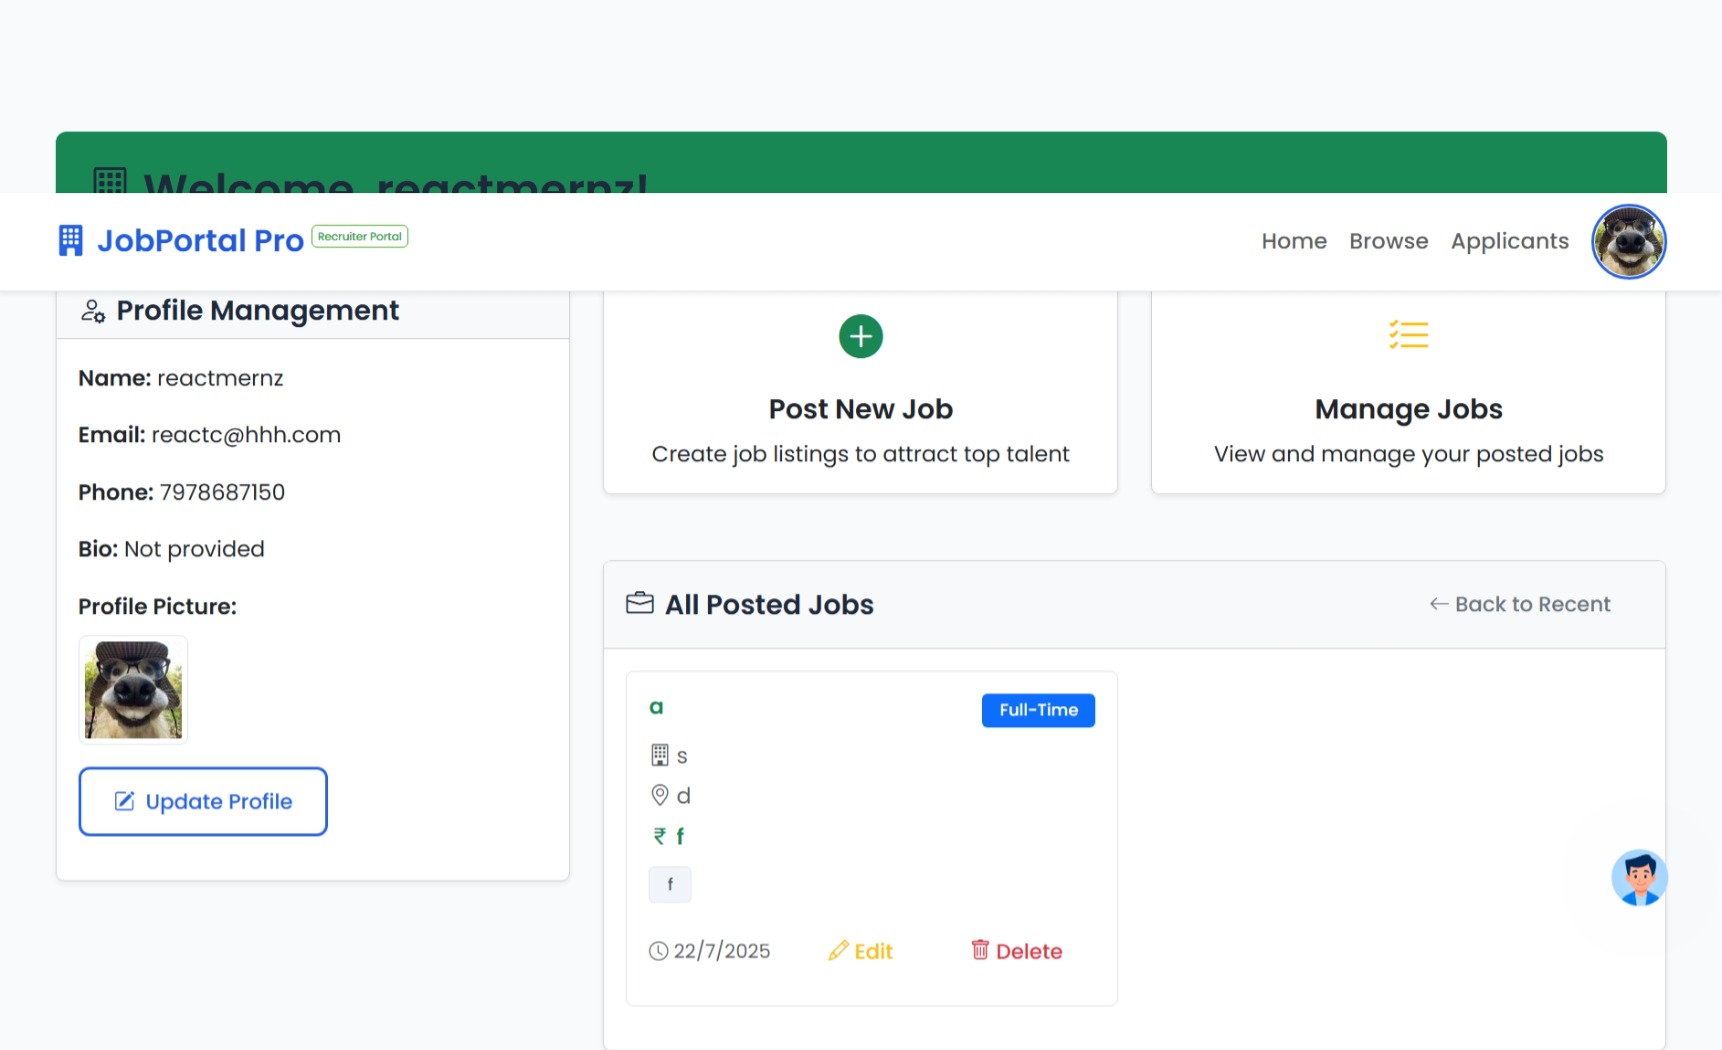 Welcome, reactmernz!
JobPortal Pro Recruiter Portal
Home Browse Applicants
Profile Management
Name: reactmernz
Email: reactc@hhh.com
Phone: 7978687150
Bio: Not provided
Profile Picture:
Update Profile
Post New Job
Create job listings to attract top talent
Manage Jobs
View and manage your posted jobs
All Posted Jobs
← Back to Recent
a
Full-Time
s
d
₹ f
f
22/7/2025
Edit
Delete